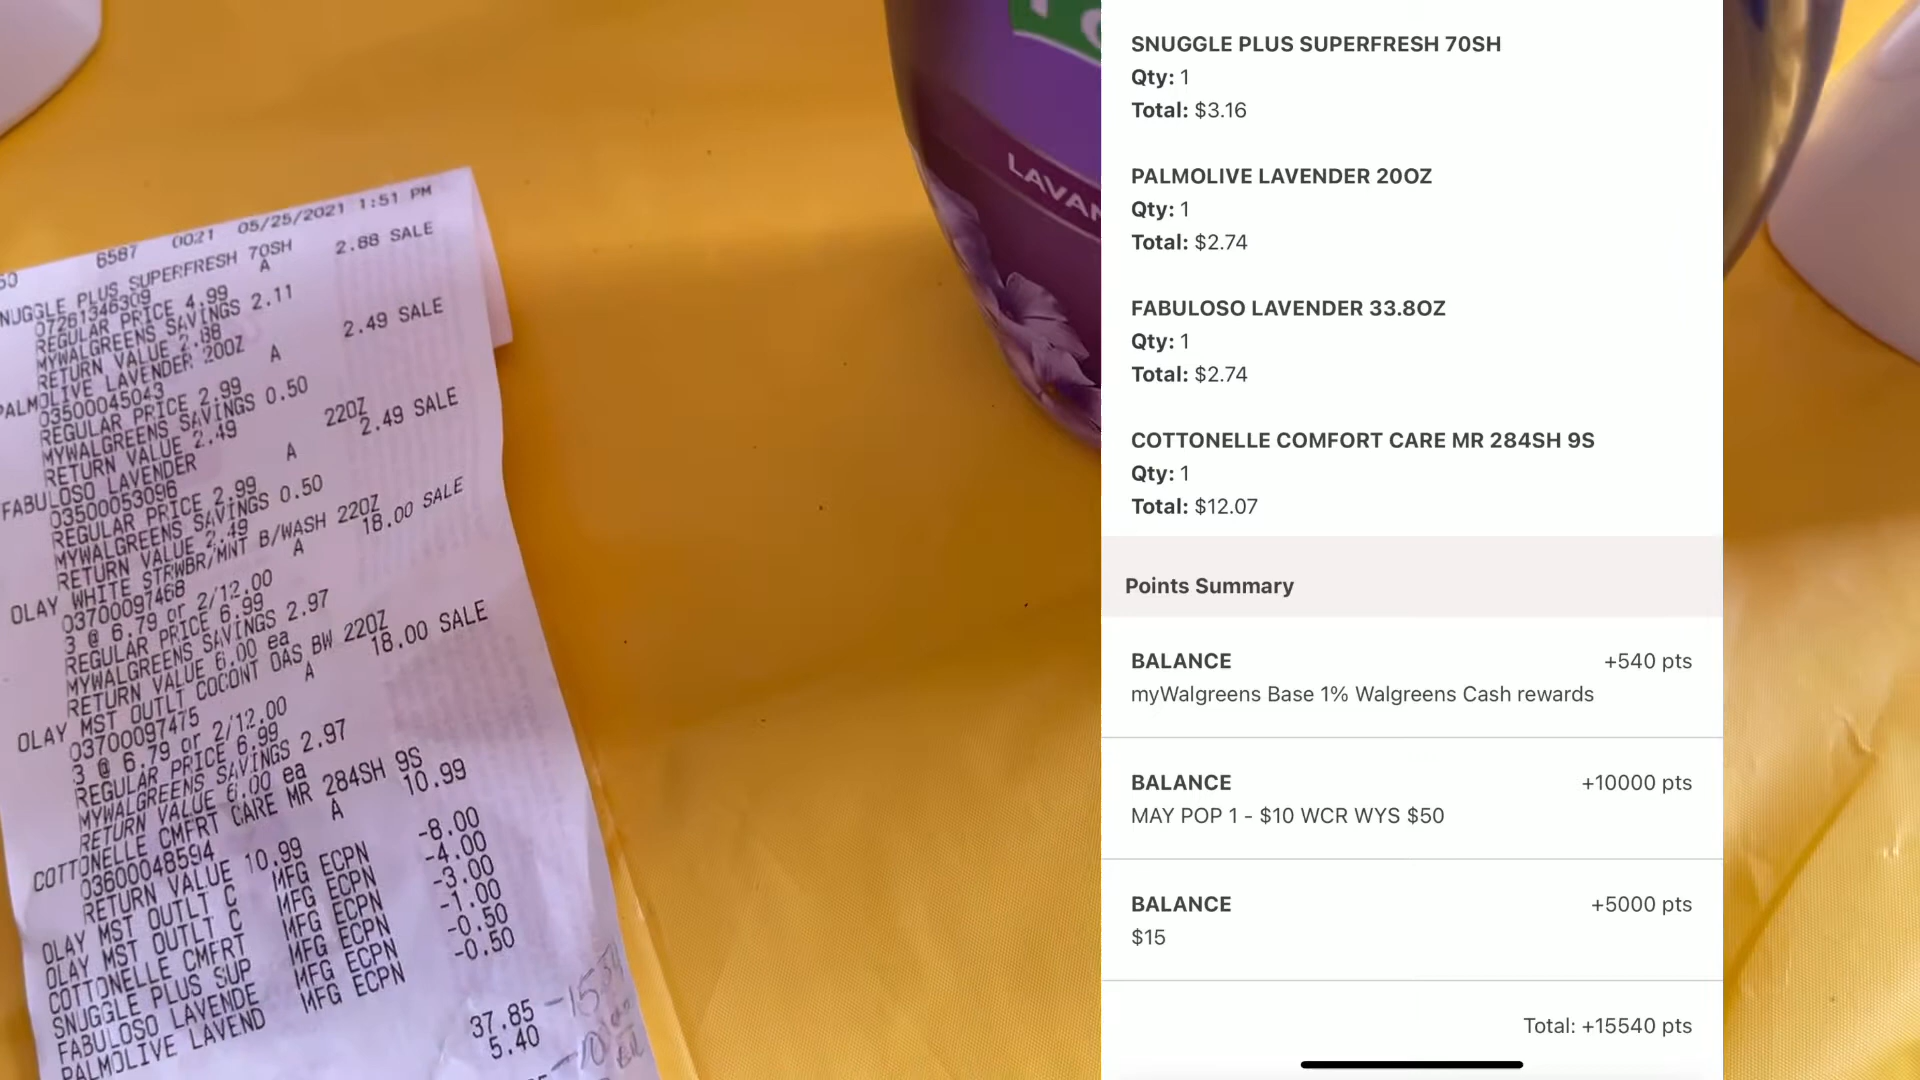 6587 0021 05/25/2021 1:51 PM
SNUGGLE PLUS SUPERFRESH 70SH 2.88 SALE
07261346309 A
REGULAR PRICE 4.99
MYWALGREENS SAVINGS 2.11
RETURN VALUE 2.88
PALMOLIVE LAVENDER 20OZ 2.49 SALE
03500045043 A
REGULAR PRICE 2.99
MYWALGREENS SAVINGS 0.50
RETURN VALUE 2.49
FABULOSO LAVENDER 22OZ
03500053096 A 2.49 SALE
REGULAR PRICE 2.99
MYWALGREENS SAVINGS 0.50
RETURN VALUE 2.49
OLAY WHITE STRWBR/MNT B/WASH 22OZ
03700097468 A 18.00 SALE
3 @ 6.79 or 2/12.00
REGULAR PRICE 6.99
MYWALGREENS SAVINGS 2.97
RETURN VALUE 6.00 ea
OLAY MST OUTLT COCONT OAS BW 22OZ
03700097475 A 18.00 SALE
3 @ 6.79 or 2/12.00
REGULAR PRICE 6.99
MYWALGREENS SAVINGS 2.97
RETURN VALUE 6.00 ea
COTTONELLE CMFRT CARE MR 284SH 9S
03600048594 A 10.99
RETURN VALUE 10.99
OLAY MST OUTLT C MFG ECPN -8.00
OLAY MST OUTLT C MFG ECPN -4.00
COTTONELLE CMFRT MFG ECPN -3.00
SNUGGLE PLUS SUP MFG ECPN -1.00
FABULOSO LAVENDE MFG ECPN -0.50
PALMOLIVE LAVEND MFG ECPN -0.50
37.85
5.40
LAVAN
SNUGGLE PLUS SUPERFRESH 70SH
Qty: 1
Total: $3.16
PALMOLIVE LAVENDER 20OZ
Qty: 1
Total: $2.74
FABULOSO LAVENDER 33.8OZ
Qty: 1
Total: $2.74
COTTONELLE COMFORT CARE MR 284SH 9S
Qty: 1
Total: $12.07
Points Summary
BALANCE +540 pts
myWalgreens Base 1% Walgreens Cash rewards
BALANCE +10000 pts
MAY POP 1 - $10 WCR WYS $50
BALANCE +5000 pts
$15
Total: +15540 pts